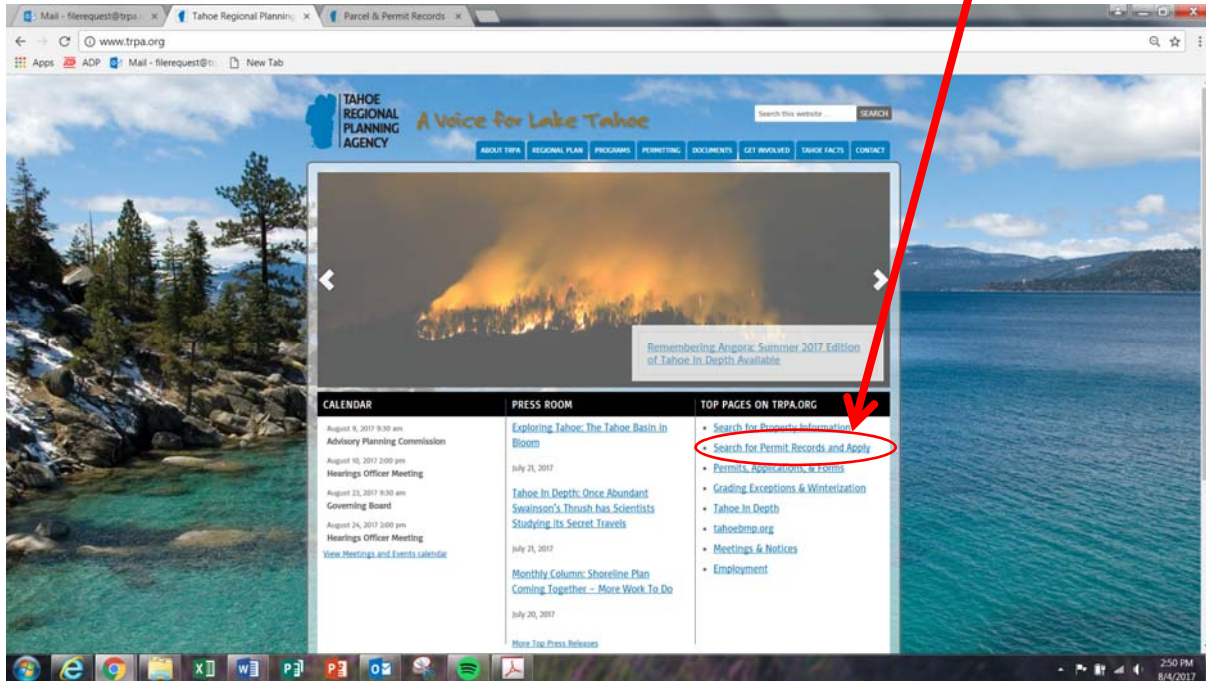 Mail - filerequest@trpa
Tahoe Regional Planning
Parcel & Permit Records
www.trpa.org
Apps
ADP
Mail - filerequest@tr
New Tab
TAHOE
REGIONAL
PLANNING
AGENCY
A Voice for Lake Tahoe
Search this website ...
SEARCH
ABOUT TRPA
REGIONAL PLAN
PROGRAMS
PERMITTING
DOCUMENTS
GET INVOLVED
TAHOE FACTS
CONTACT
Remembering Angora: Summer 2017 Edition
of Tahoe In Depth Available
CALENDAR
August 9, 2017 9:30 am
Advisory Planning Commission
August 10, 2017 2:00 pm
Hearings Officer Meeting
August 23, 2017 9:30 am
Governing Board
August 24, 2017 2:00 pm
Hearings Officer Meeting
View Meetings and Events calendar
PRESS ROOM
Exploring Tahoe: The Tahoe Basin in
Bloom
July 21, 2017
Tahoe In Depth: Once Abundant
Swainson's Thrush has Scientists
Studying its Secret Travels
July 21, 2017
Monthly Column: Shoreline Plan
Coming Together – More Work To Do
July 20, 2017
More Top Press Releases
TOP PAGES ON TRPA.ORG
Search for Property Information
Search for Permit Records and Apply
Permits, Applications, & Forms
Grading Exceptions & Winterization
Tahoe In Depth
tahoebmp.org
Meetings & Notices
Employment
2:50 PM
8/4/2017